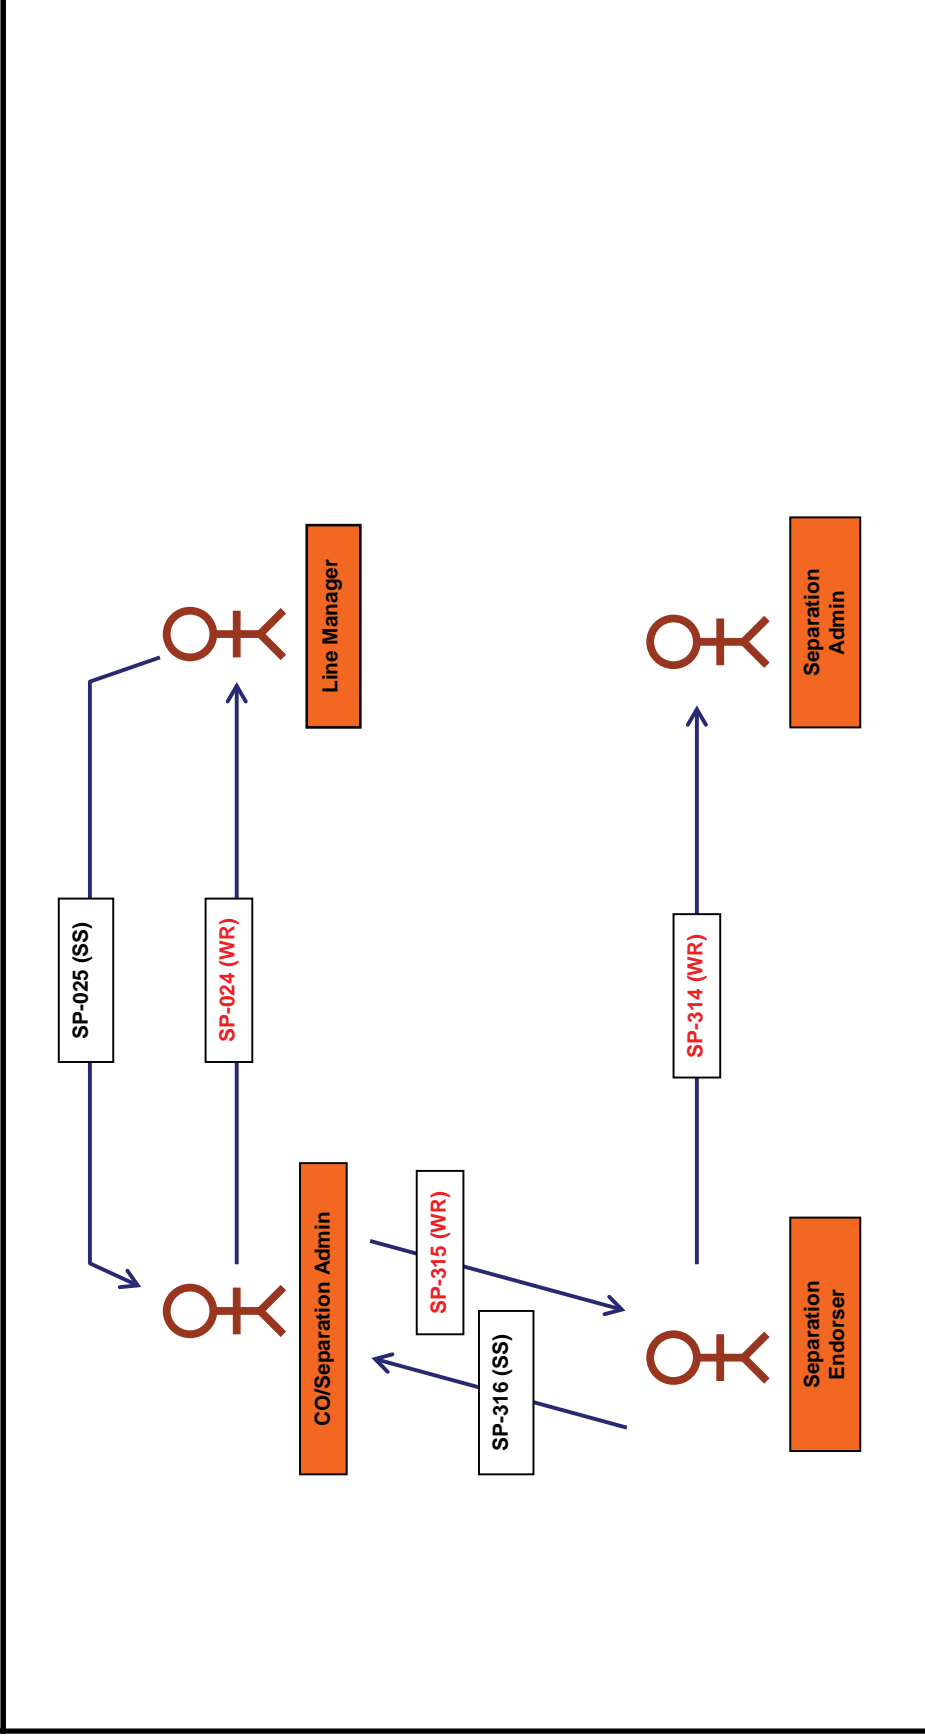 SP-025 (SS)
SP-024 (WR)
Line Manager
CO/Separation Admin
SP-315 (WR)
SP-316 (SS)
SP-314 (WR)
Separation
Endorser
Separation
Admin